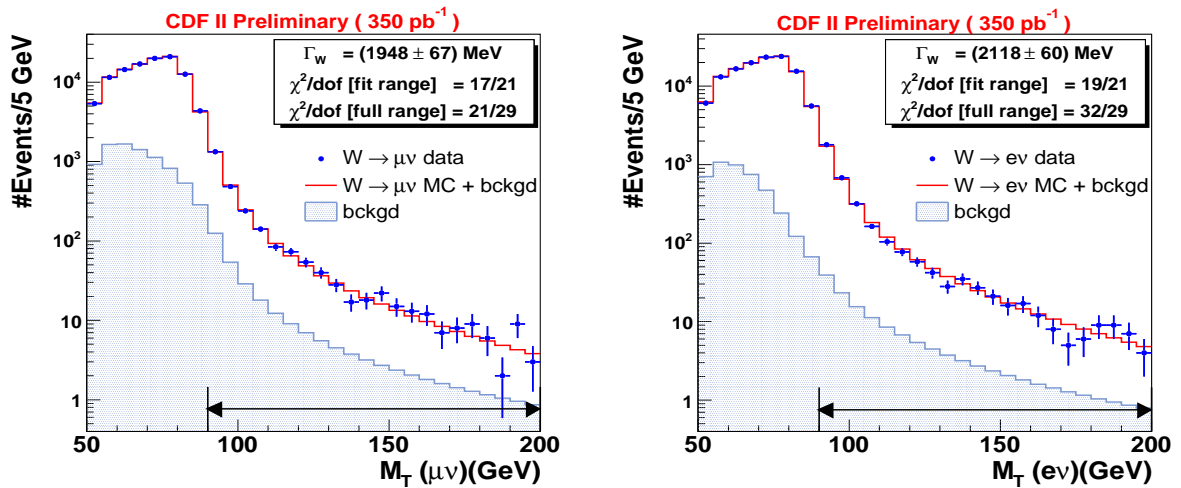 CDF II Preliminary ( 350 pb⁻¹ )
#Events/5 GeV
Γ_W = (1948 ± 67) MeV
χ²/dof [fit range] = 17/21
χ²/dof [full range] = 21/29
10⁴
10³
10²
10
1
W → μν data
W → μν MC + bckgd
bckgd
50 100 150 200
M_T (μν)(GeV)
CDF II Preliminary ( 350 pb⁻¹ )
#Events/5 GeV
Γ_W = (2118 ± 60) MeV
χ²/dof [fit range] = 19/21
χ²/dof [full range] = 32/29
10⁴
10³
10²
10
1
W → eν data
W → eν MC + bckgd
bckgd
50 100 150 200
M_T (eν)(GeV)